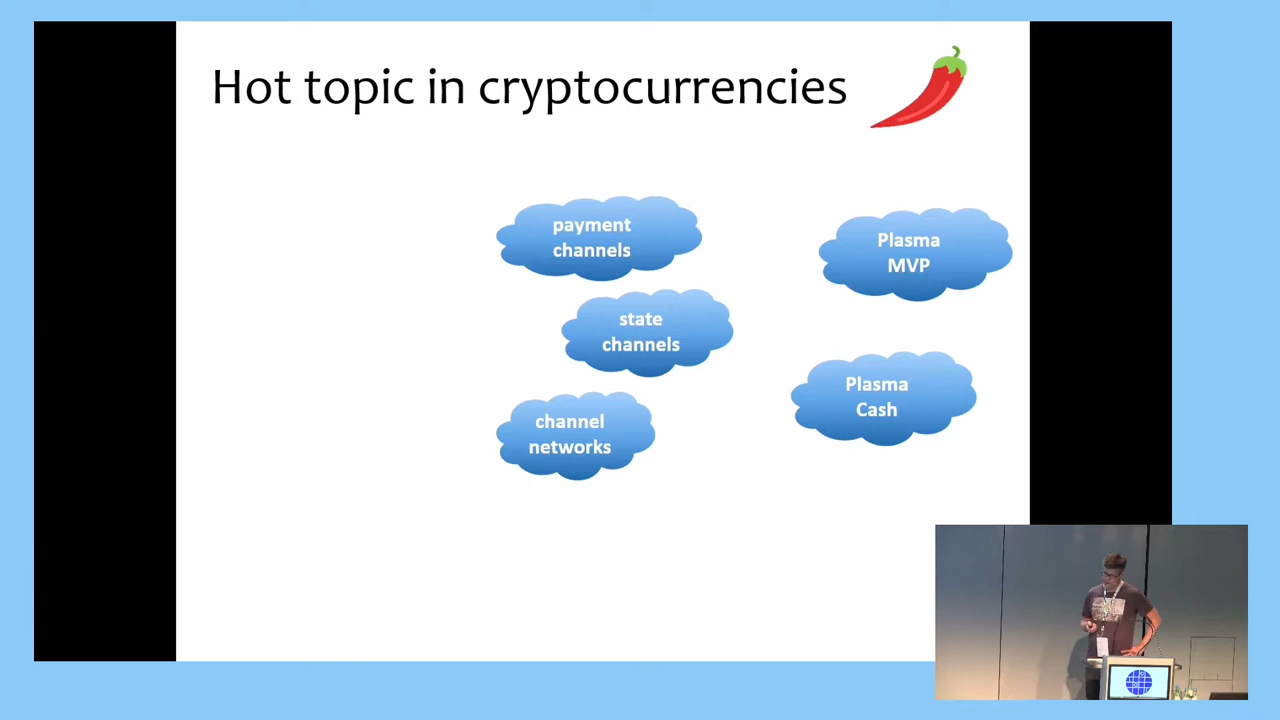 Hot topic in cryptocurrencies
payment
channels
state
channels
channel
networks
Plasma
MVP
Plasma
Cash